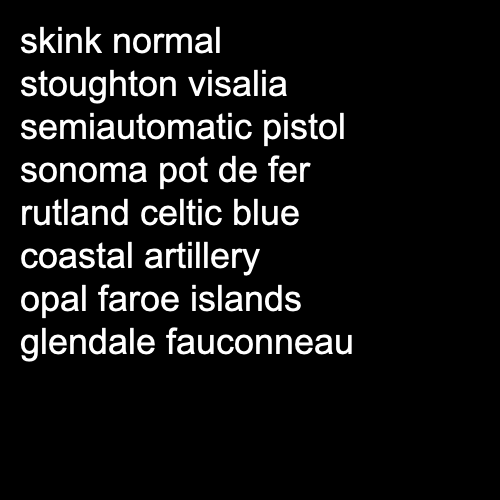 skink normal
stoughton visalia
semiautomatic pistol
sonoma pot de fer
rutland celtic blue
coastal artillery
opal faroe islands
glendale fauconneau